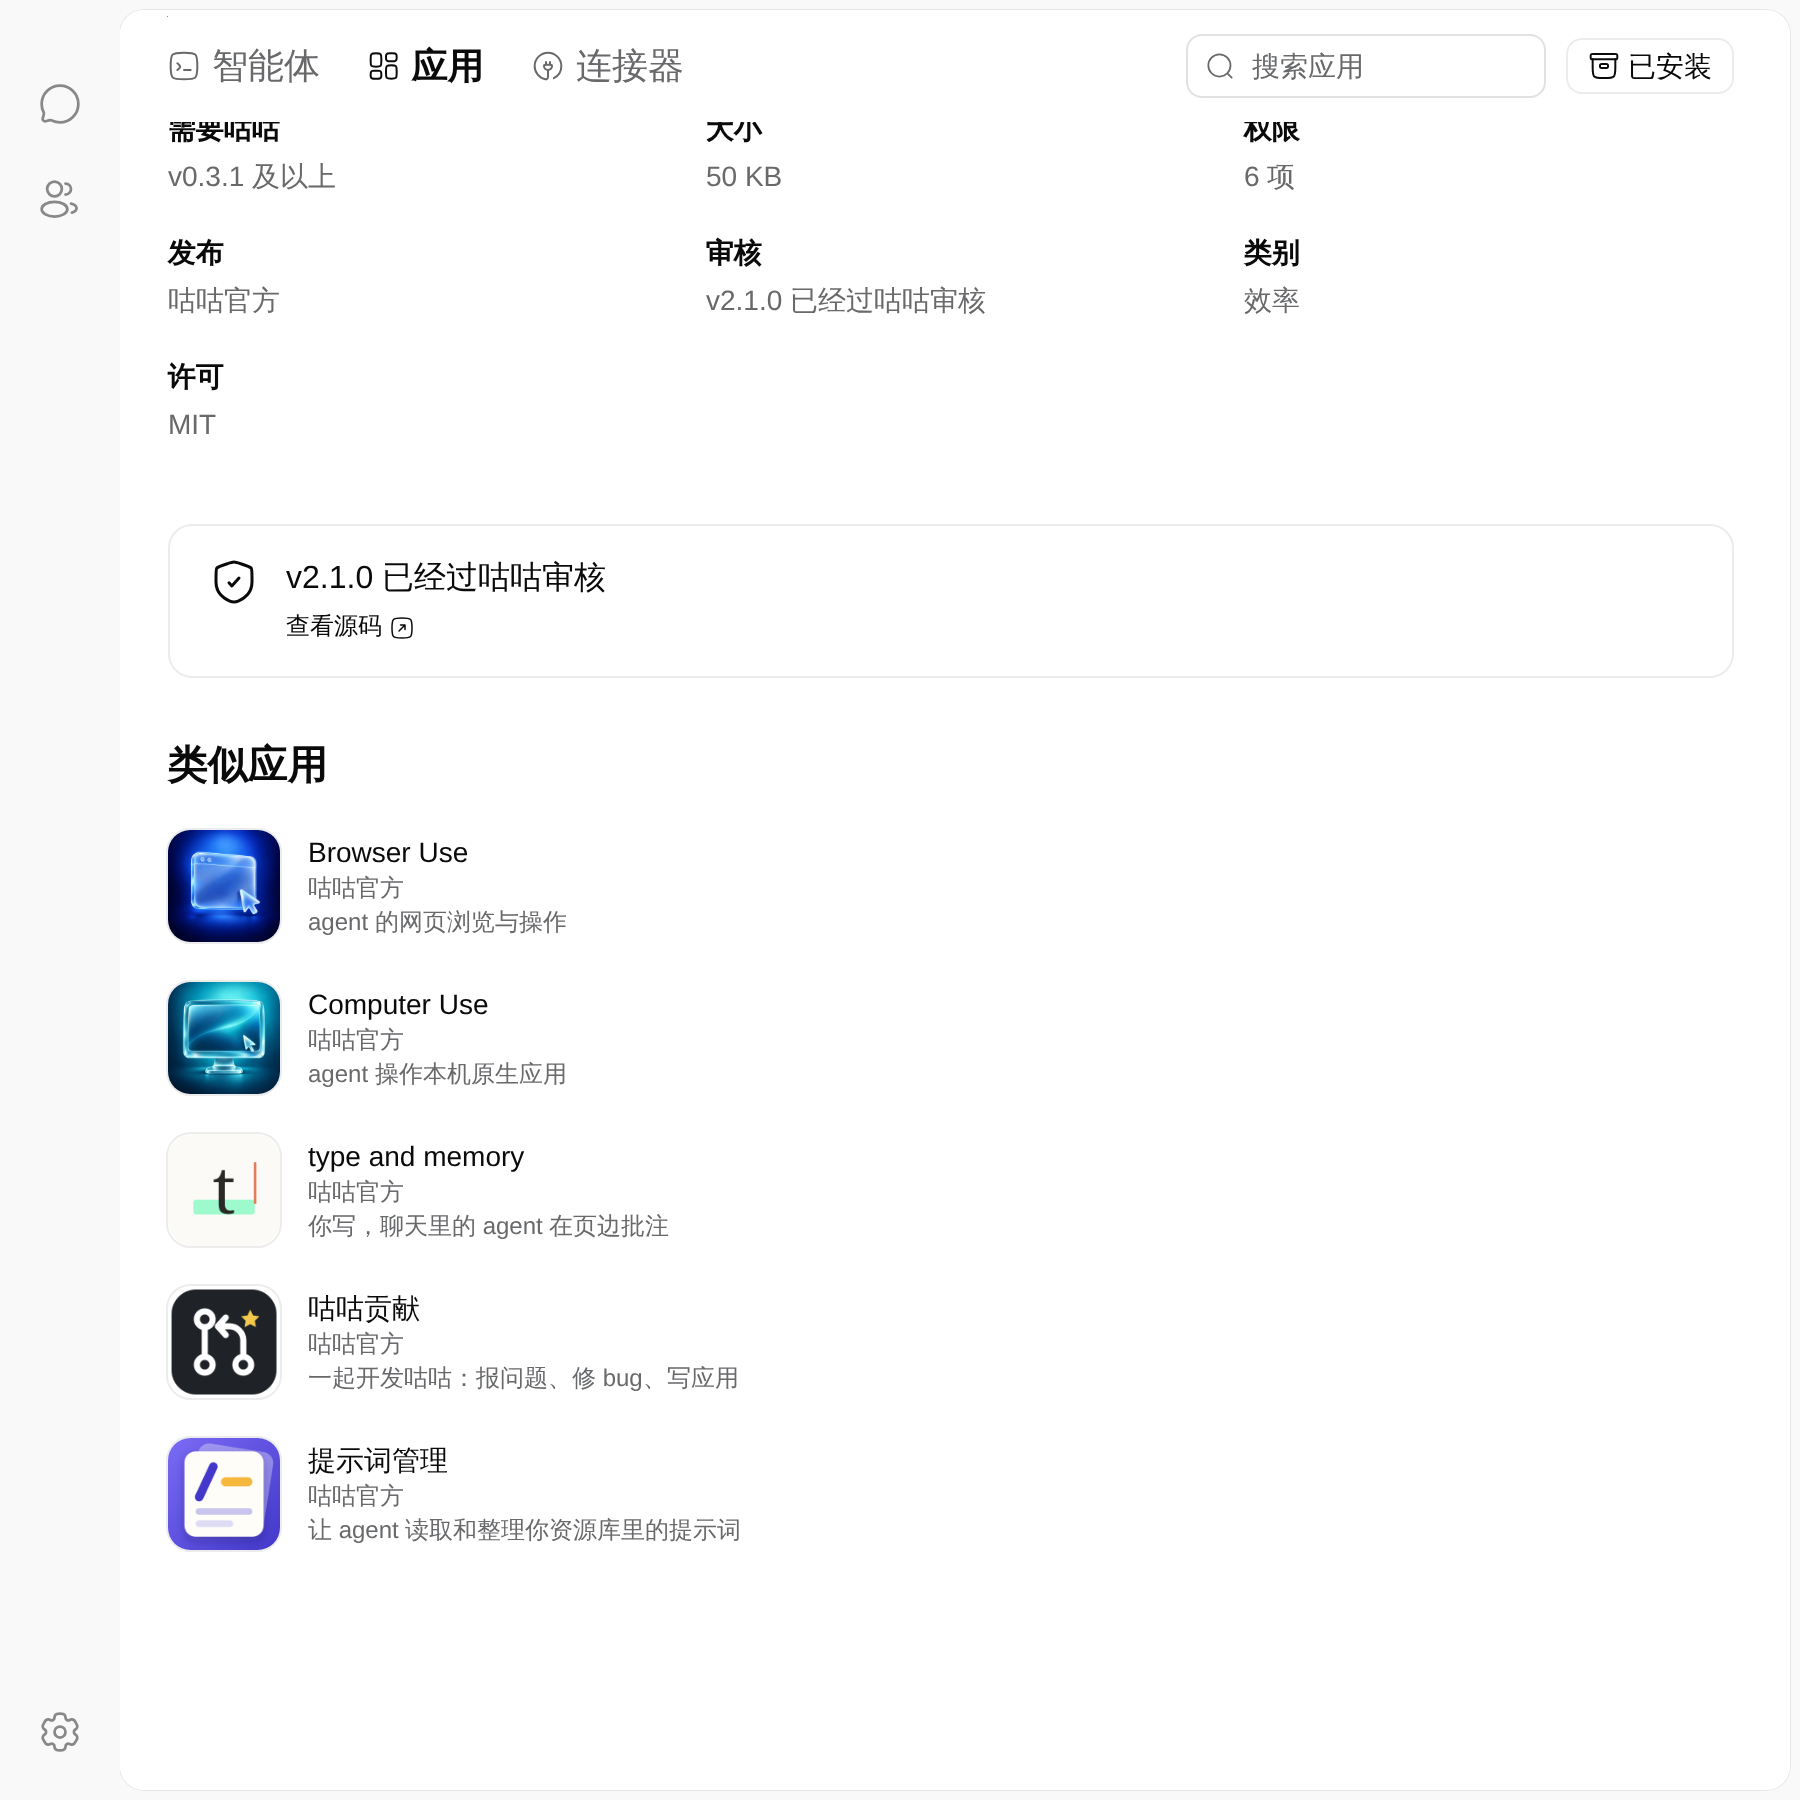 智能体 应用 连接器 搜索应用 已安装
需要咕咕 大小 权限
v0.3.1 及以上 50 KB 6 项
发布 审核 类别
咕咕官方 v2.1.0 已经过咕咕审核 效率
许可
MIT
v2.1.0 已经过咕咕审核
查看源码
类似应用
Browser Use
咕咕官方
agent 的网页浏览与操作
Computer Use
咕咕官方
agent 操作本机原生应用
t
type and memory
咕咕官方
你写，聊天里的 agent 在页边批注
咕咕贡献
咕咕官方
一起开发咕咕：报问题、修 bug、写应用
提示词管理
咕咕官方
让 agent 读取和整理你资源库里的提示词